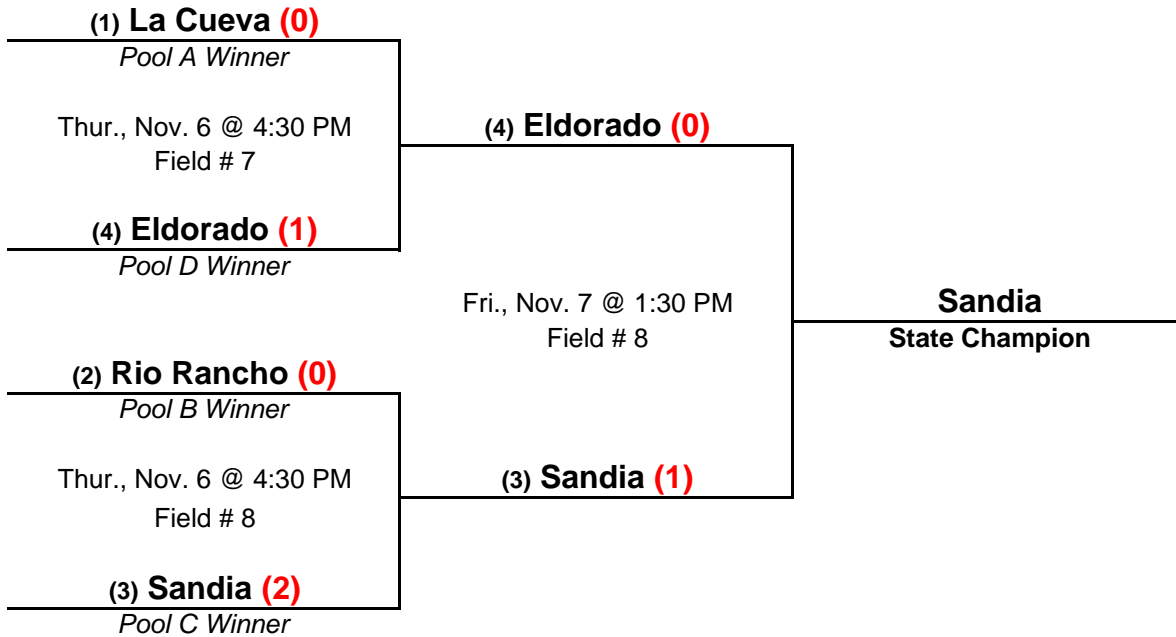 (1) La Cueva (0)
Pool A Winner
Thur., Nov. 6 @ 4:30 PM
Field # 7
(4) Eldorado (1)
Pool D Winner
(2) Rio Rancho (0)
Pool B Winner
Thur., Nov. 6 @ 4:30 PM
Field # 8
(3) Sandia (2)
Pool C Winner
(4) Eldorado (0)
Fri., Nov. 7 @ 1:30 PM
Field # 8
(3) Sandia (1)
Sandia
State Champion